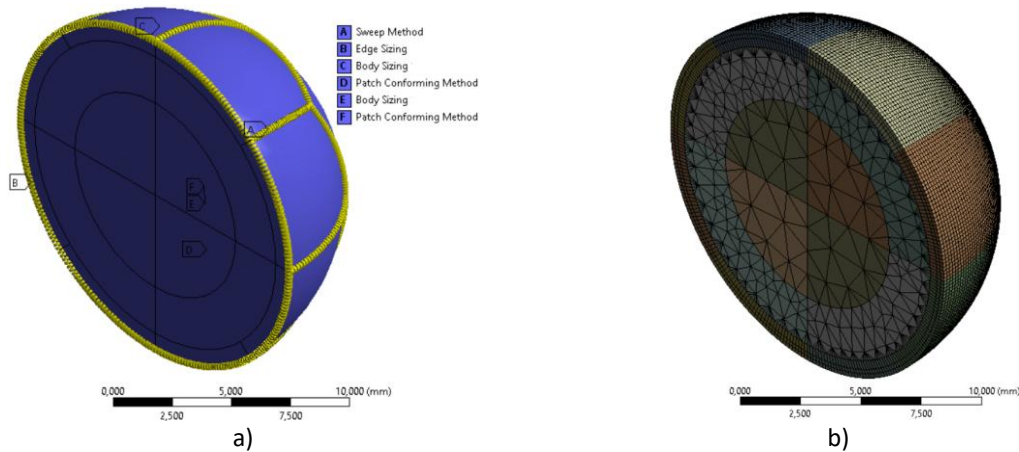 C
A Sweep Method
B Edge Sizing
C Body Sizing
D Patch Conforming Method
E Body Sizing
F Patch Conforming Method
A
B
F
E
D
0,000 5,000 10,000 (mm)
2,500 7,500
0,000 5,000 10,000 (mm)
2,500 7,500
a) b)